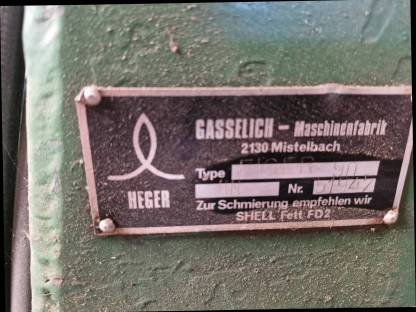 GASSELICH – Maschinenfabrik
2130 Mistelbach
Type
Nr.
HEGER
Zur Schmierung empfehlen wir
SHELL Fett FD2